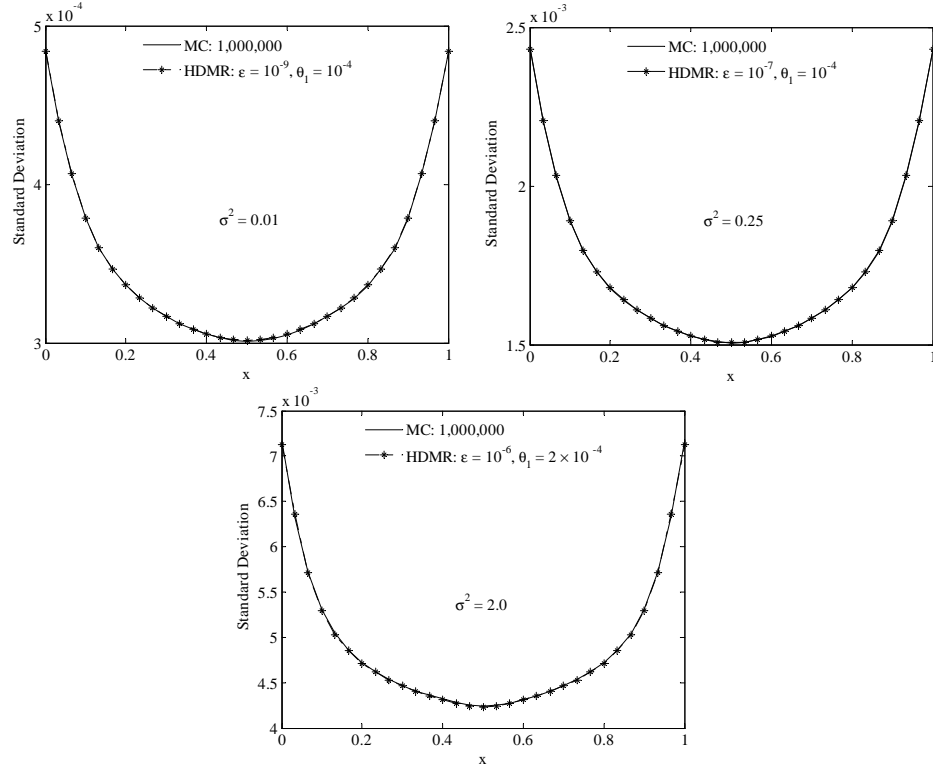 x 10^-4
5
4
3
Standard Deviation
MC: 1,000,000
HDMR: ε = 10^-9, θ_1 = 10^-4
σ^2 = 0.01
0 0.2 0.4 0.6 0.8 1
x
x 10^-3
2.5
2
1.5
Standard Deviation
MC: 1,000,000
HDMR: ε = 10^-7, θ_1 = 10^-4
σ^2 = 0.25
0 0.2 0.4 0.6 0.8 1
x
x 10^-3
7.5
7
6.5
6
5.5
5
4.5
4
Standard Deviation
MC: 1,000,000
HDMR: ε = 10^-6, θ_1 = 2 × 10^-4
σ^2 = 2.0
0 0.2 0.4 0.6 0.8 1
x